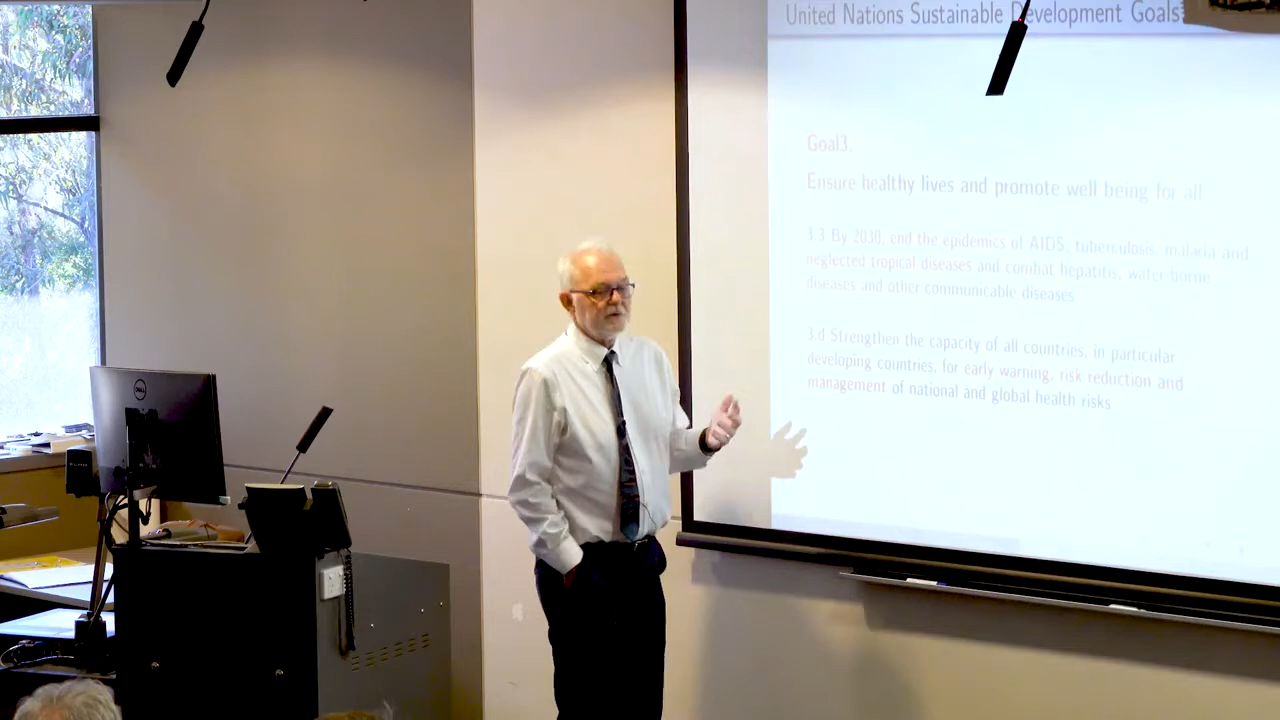 United Nations Sustainable Development Goals
Goal3.
Ensure healthy lives and promote well being for all
3.3 By 2030, end the epidemics of AIDS, tuberculosis, malaria and
neglected tropical diseases and combat hepatitis, water-borne
diseases and other communicable diseases
3.d Strengthen the capacity of all countries, in particular
developing countries, for early warning, risk reduction and
management of national and global health risks
DELL